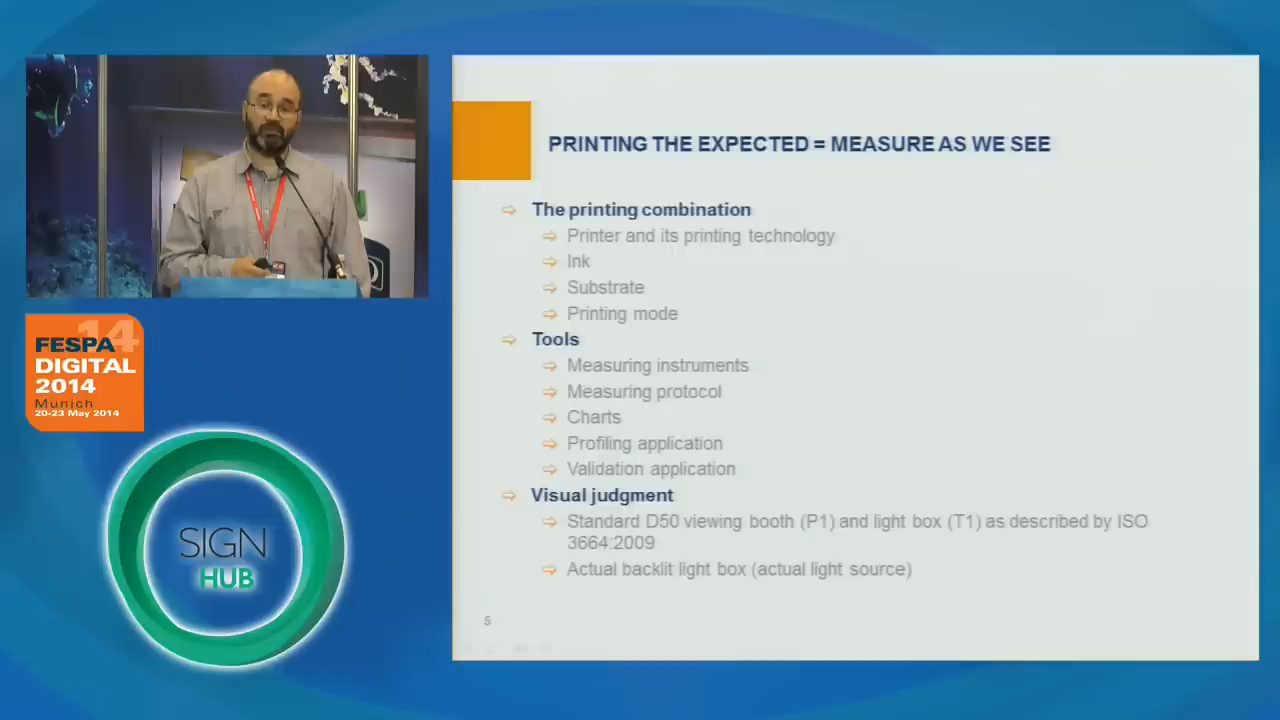 PRINTING THE EXPECTED = MEASURE AS WE SEE
The printing combination
Printer and its printing technology
Ink
Substrate
Printing mode
Tools
Measuring instruments
Measuring protocol
Charts
Profiling application
Validation application
Visual judgment
Standard D50 viewing booth (P1) and light box (T1) as described by ISO
3664:2009
Actual backlit light box (actual light source)
5
14
FESPA
DIGITAL
2014
Munich
20-23 May 2014
SIGN
HUB